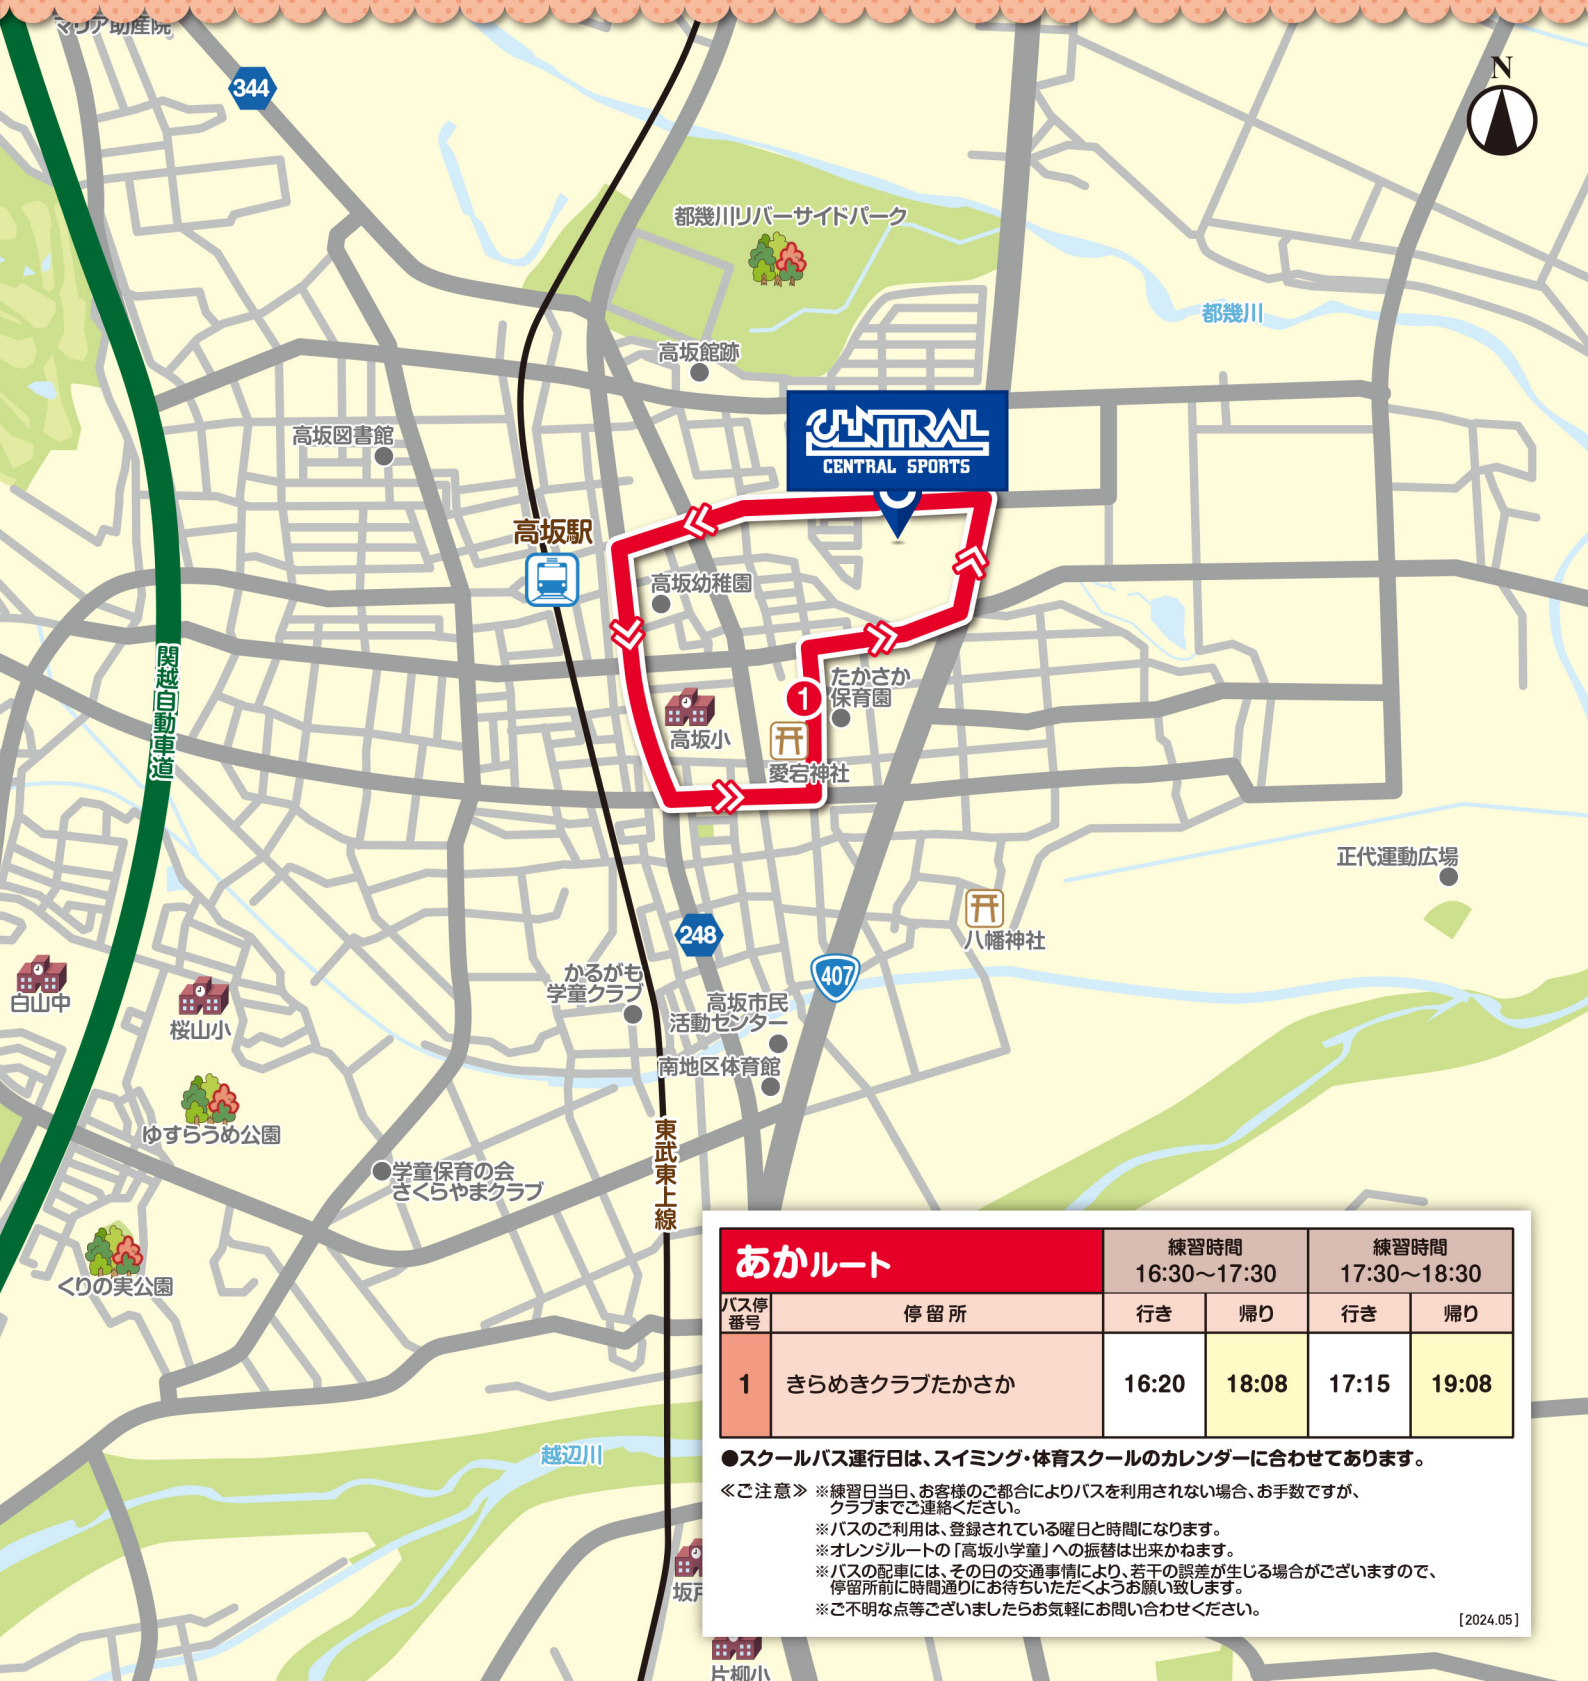 マリア助産院
344
N
都幾川リバーサイドパーク
都幾川
高坂館跡
高坂図書館
CENTRAL
CENTRAL SPORTS
高坂駅
高坂幼稚園
関越自動車道
たかさか
保育園
1
高坂小
愛宕神社
正代運動広場
八幡神社
248
407
かるがも
学童クラブ
高坂市民
活動センター
南地区体育館
白山中
桜山小
ゆすらうめ公園
東武東上線
学童保育の会
さくらやまクラブ
くりの実公園
越辺川
坂戸
片柳小
あかルート
練習時間
16:30〜17:30
練習時間
17:30〜18:30
バス停
番号
停留所
行き 帰り 行き 帰り
1 きらめきクラブたかさか 16:20 18:08 17:15 19:08
●スクールバス運行日は、スイミング・体育スクールのカレンダーに合わせてあります。
≪ご注意≫ ※練習日当日、お客様のご都合によりバスを利用されない場合、お手数ですが、
クラブまでご連絡ください。
※バスのご利用は、登録されている曜日と時間になります。
※オレンジルートの「高坂小学童」への振替は出来かねます。
※バスの配車には、その日の交通事情により、若干の誤差が生じる場合がございますので、
停留所前に時間通りにお待ちいただくようお願い致します。
※ご不明な点等ございましたらお気軽にお問い合わせください。
[2024.05]